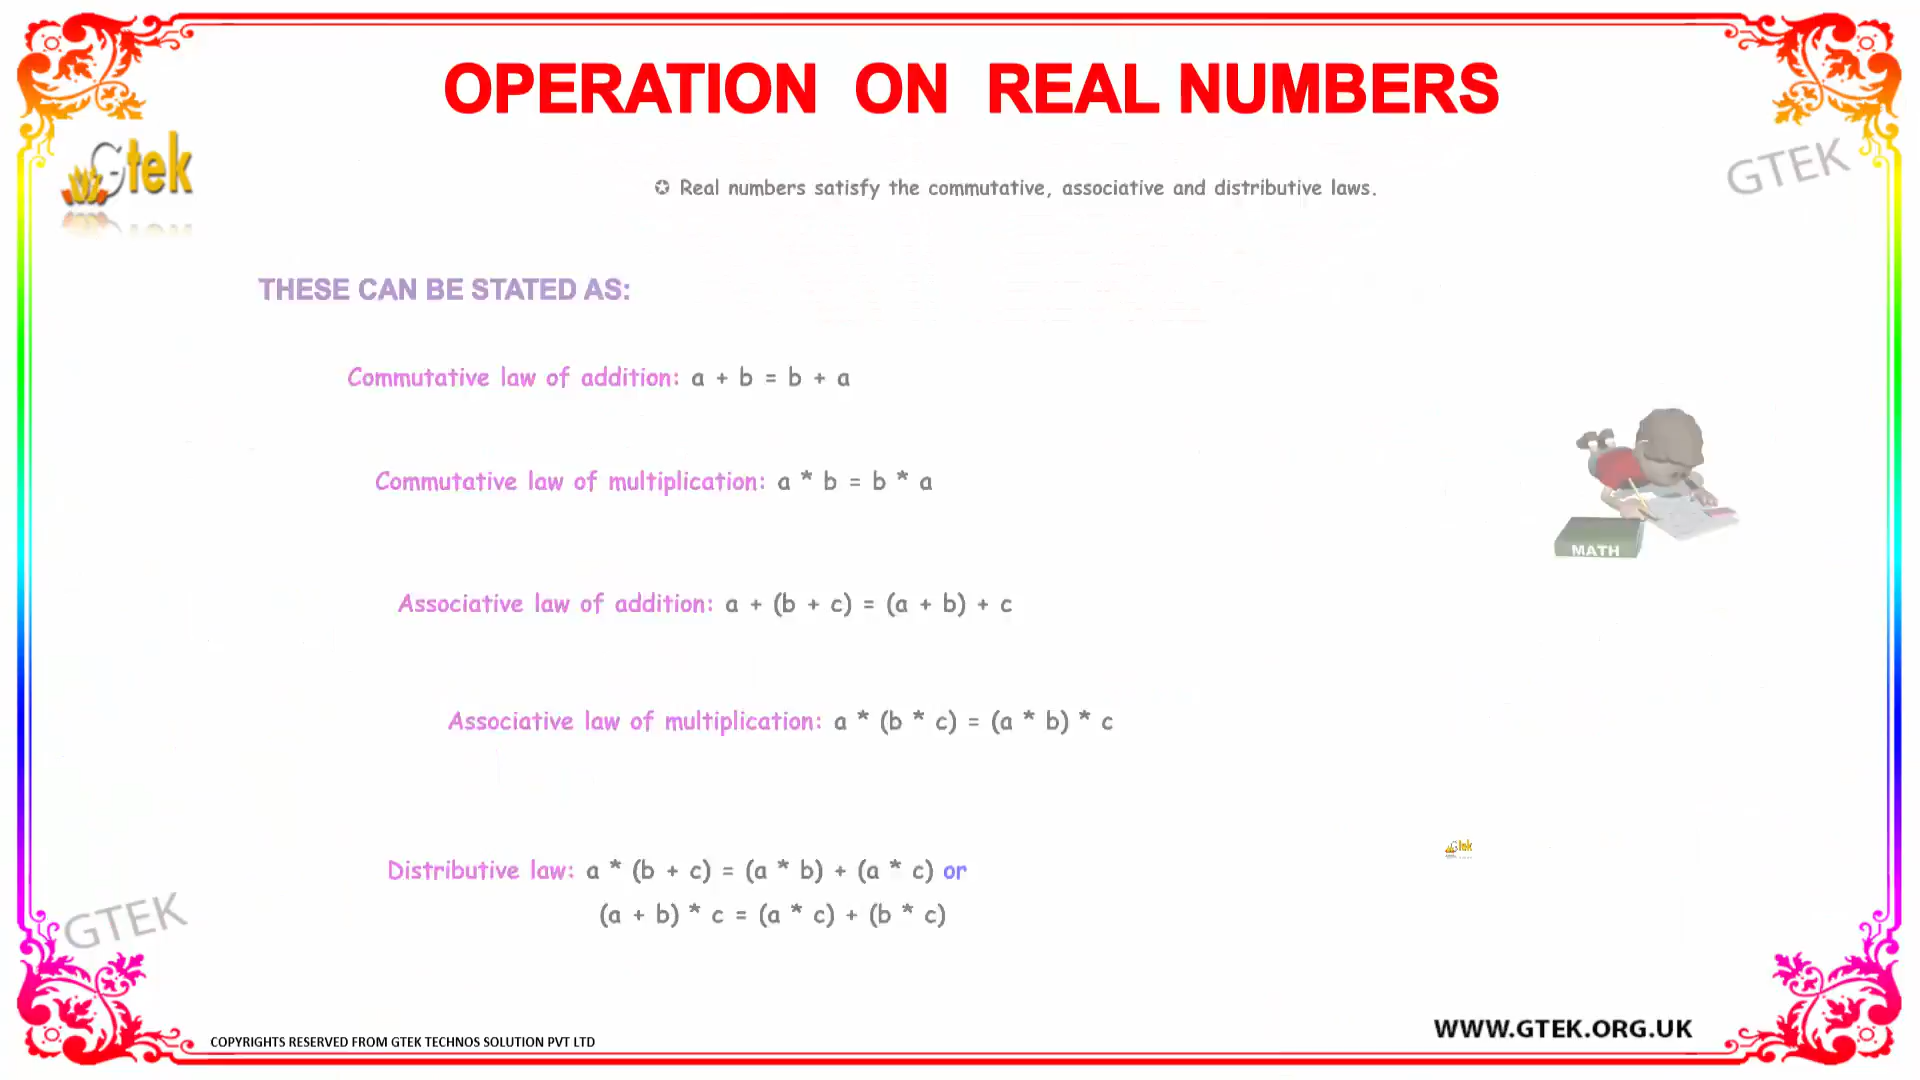 OPERATION ON REAL NUMBERS
Gtek
GTEK
✪ Real numbers satisfy the commutative, associative and distributive laws.
THESE CAN BE STATED AS:
Commutative law of addition: a + b = b + a
Commutative law of multiplication: a * b = b * a
MATH
Associative law of addition: a + (b + c) = (a + b) + c
Associative law of multiplication: a * (b * c) = (a * b) * c
Gtek
Distributive law: a * (b + c) = (a * b) + (a * c) or
(a + b) * c = (a * c) + (b * c)
GTEK
WWW.GTEK.ORG.UK
COPYRIGHTS RESERVED FROM GTEK TECHNOS SOLUTION PVT LTD